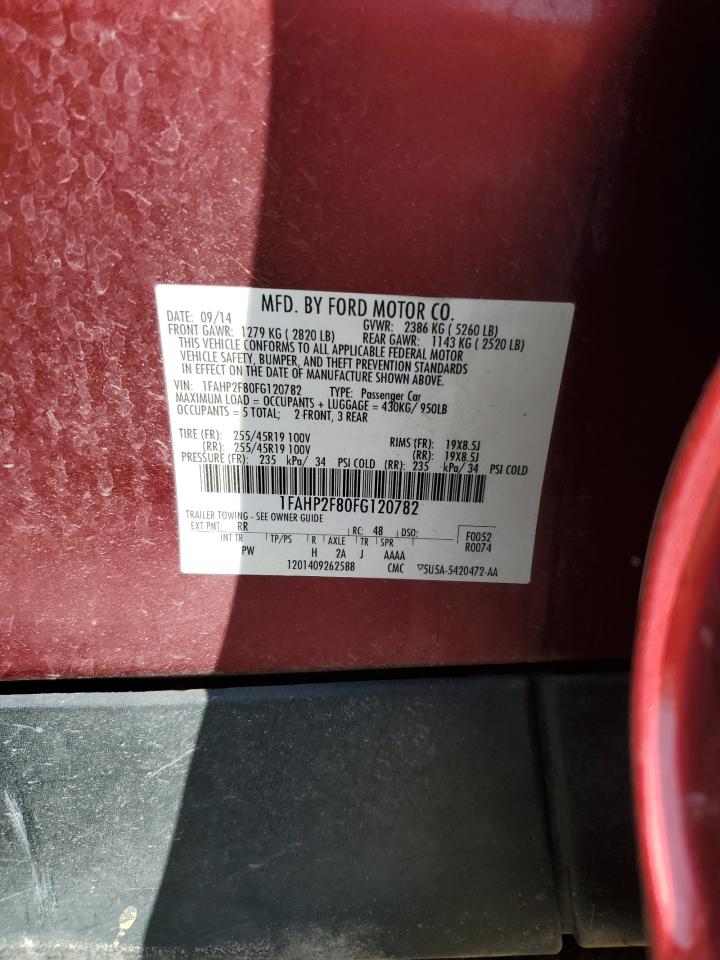 MFD. BY FORD MOTOR CO.
DATE: 09/14 GVWR: 2386 KG ( 5260 LB)
FRONT GAWR: 1279 KG ( 2820 LB) REAR GAWR: 1143 KG ( 2520 LB)
THIS VEHICLE CONFORMS TO ALL APPLICABLE FEDERAL MOTOR
VEHICLE SAFETY, BUMPER, AND THEFT PREVENTION STANDARDS
IN EFFECT ON THE DATE OF MANUFACTURE SHOWN ABOVE.
VIN: 1FAHP2F80FG120782 TYPE: Passenger Car
MAXIMUM LOAD = OCCUPANTS + LUGGAGE = 430KG/ 950LB
OCCUPANTS = 5 TOTAL; 2 FRONT, 3 REAR
TIRE (FR): 255/45R19 100V RIMS (FR): 19X8.5J
(RR): 255/45R19 100V (RR): 19X8.5J
PRESSURE (FR): 235 kPa/ 34 PSI COLD (RR): 235 kPa/ 34 PSI COLD
1FAHP2F80FG120782
TRAILER TOWING - SEE OWNER GUIDE
EXT PNT: RR RC: 48 DSO: F0052
INT TR TP/PS R AXLE TR SPR R0074
PW H 2A J AAAA
1201409262588 CMC ▽5U5A-5420472-AA